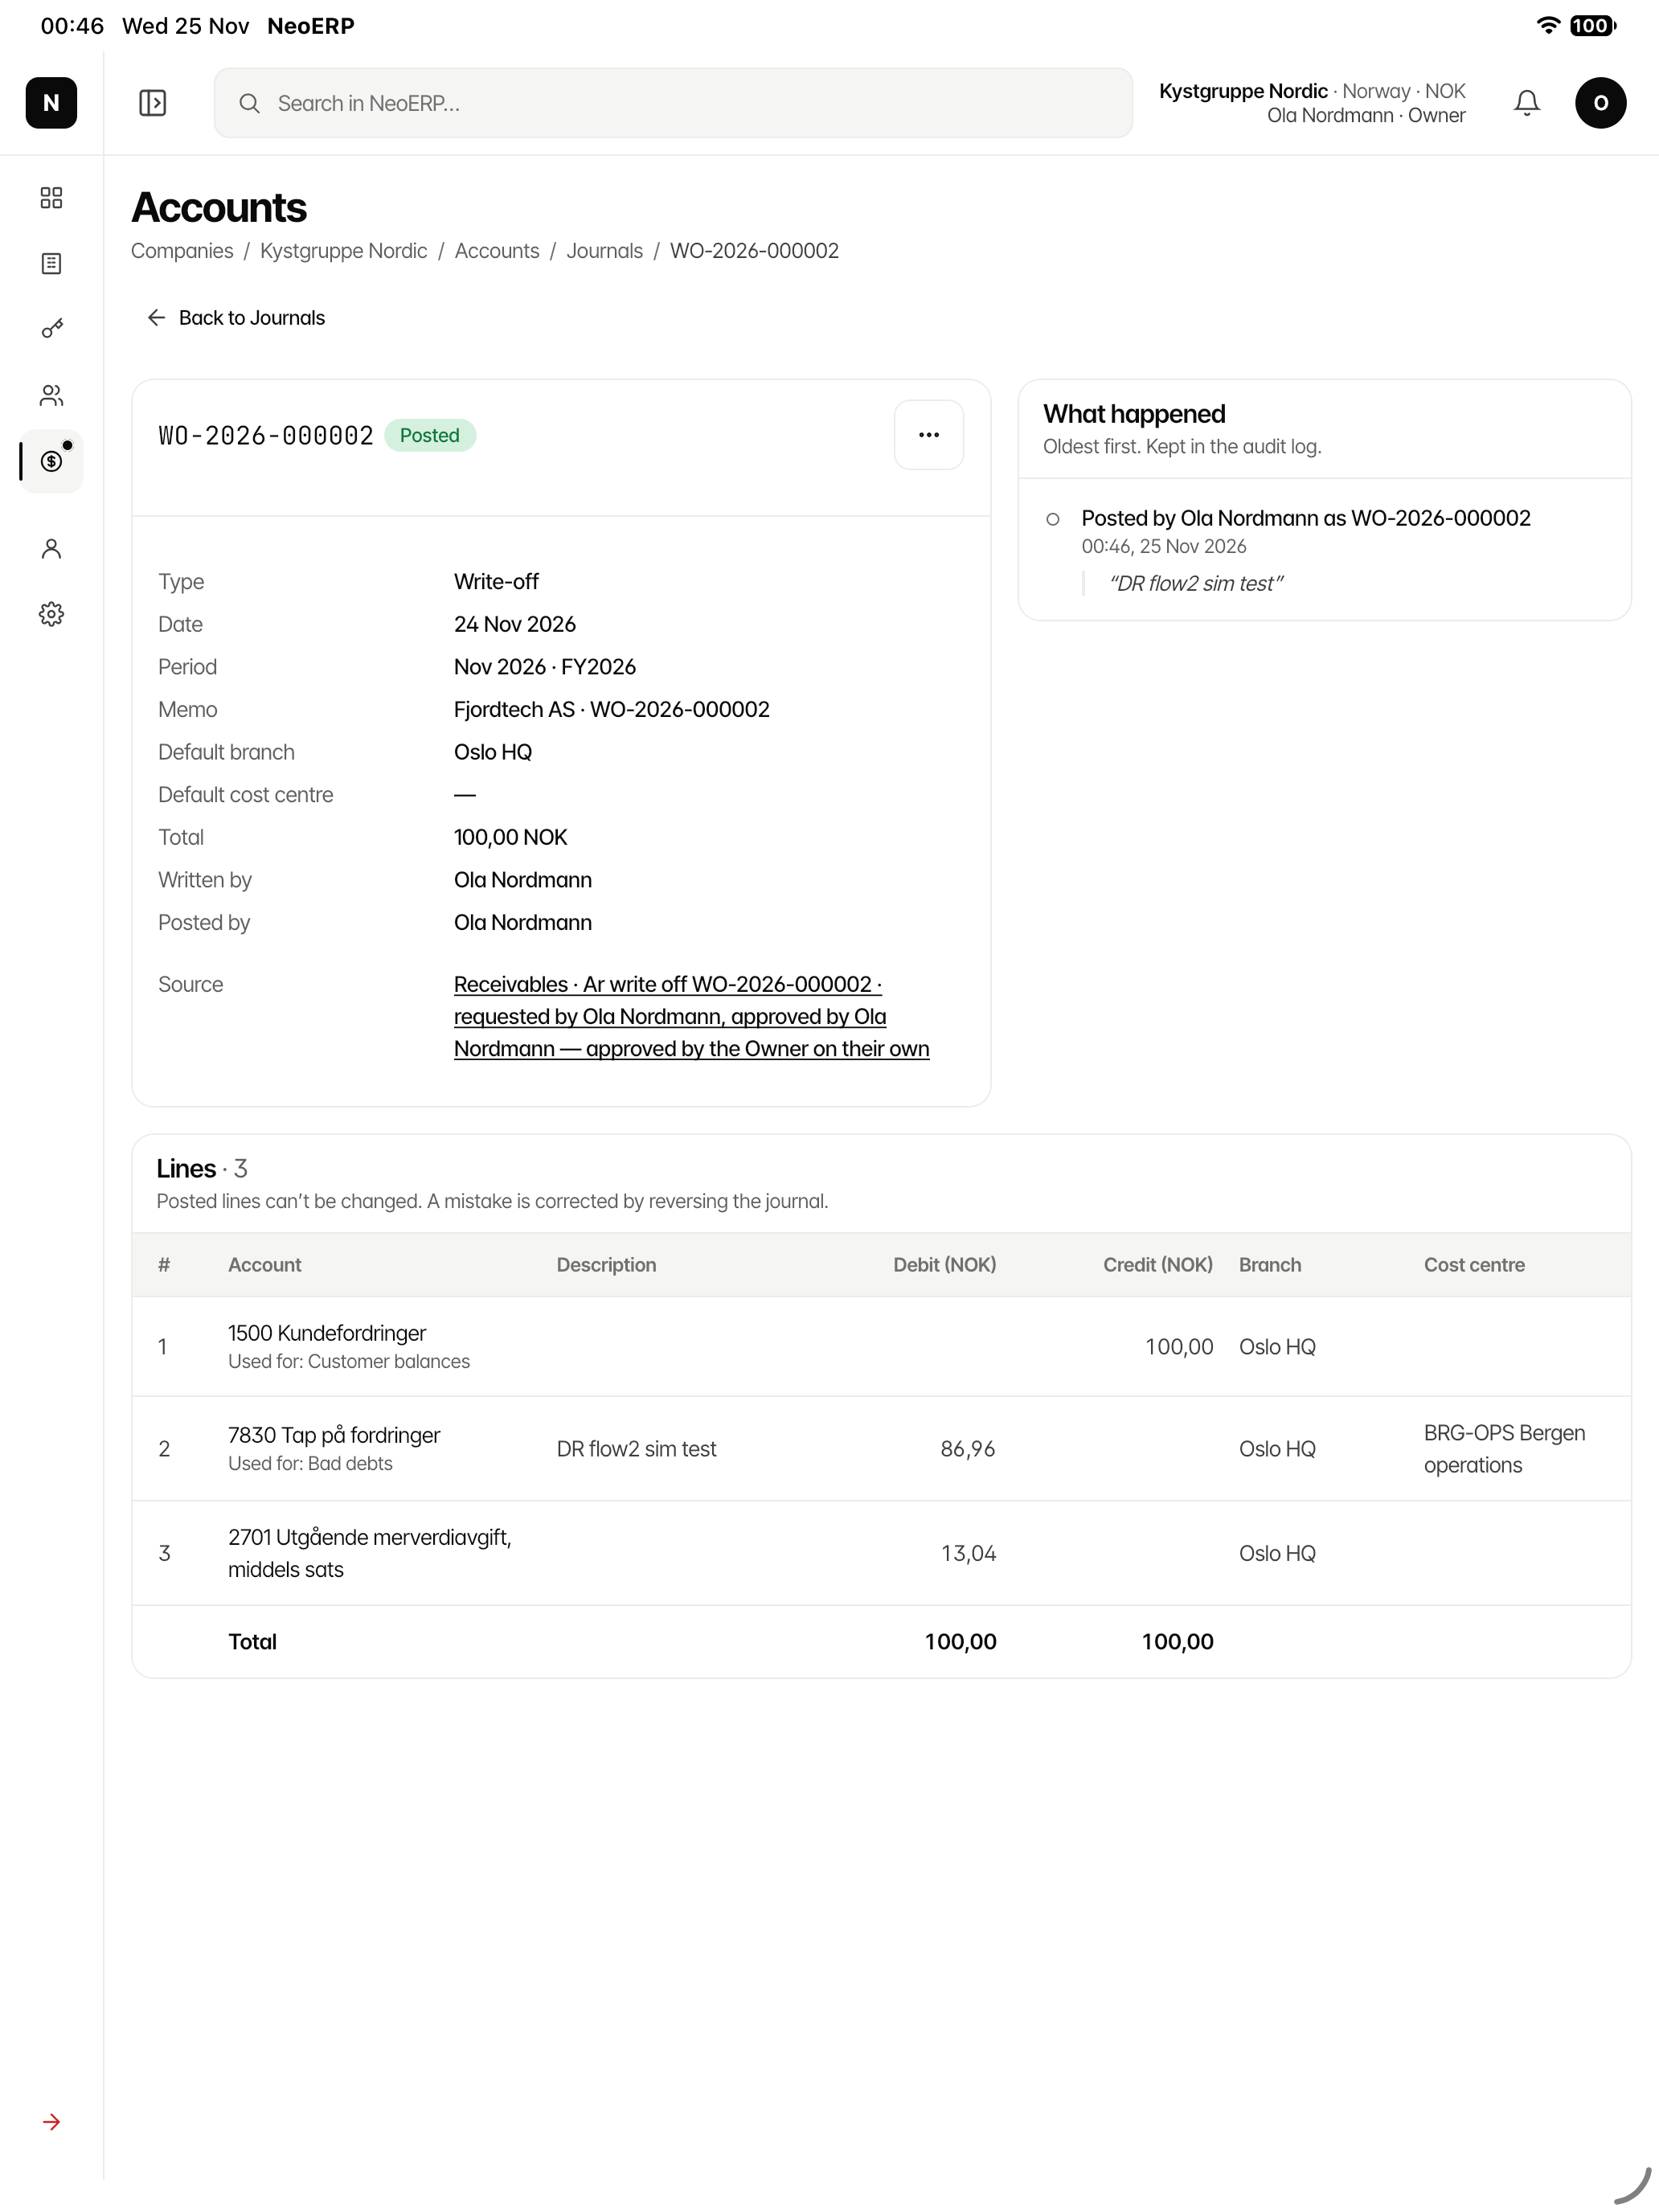 00:46 Wed 25 Nov NeoERP
100
N
Search in NeoERP...
Kystgruppe Nordic · Norway · NOK
Ola Nordmann · Owner
O
Accounts
Companies / Kystgruppe Nordic / Accounts / Journals / WO-2026-000002
Back to Journals
WO-2026-000002 Posted
Type Write-off
Date 24 Nov 2026
Period Nov 2026 · FY2026
Memo Fjordtech AS · WO-2026-000002
Default branch Oslo HQ
Default cost centre —
Total 100,00 NOK
Written by Ola Nordmann
Posted by Ola Nordmann
Source Receivables · Ar write off WO-2026-000002 ·
requested by Ola Nordmann, approved by Ola
Nordmann — approved by the Owner on their own
What happened
Oldest first. Kept in the audit log.
Posted by Ola Nordmann as WO-2026-000002
00:46, 25 Nov 2026
“DR flow2 sim test”
Lines · 3
Posted lines can’t be changed. A mistake is corrected by reversing the journal.
# Account Description Debit (NOK) Credit (NOK) Branch Cost centre
1 1500 Kundefordringer 100,00 Oslo HQ
Used for: Customer balances
2 7830 Tap på fordringer DR flow2 sim test 86,96 Oslo HQ BRG-OPS Bergen
Used for: Bad debts operations
3 2701 Utgående merverdiavgift, 13,04 Oslo HQ
middels sats
Total 100,00 100,00